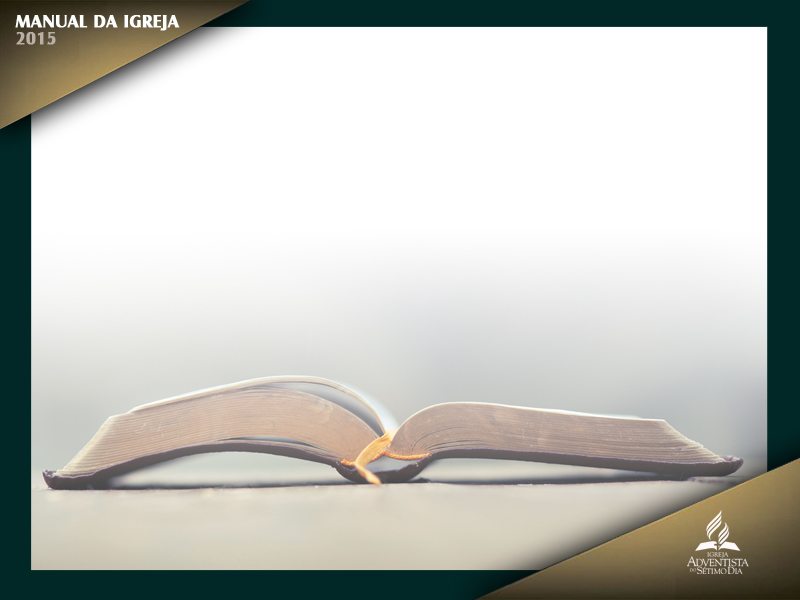 MANUAL DA IGREJA
2015
IGREJA
ADVENTISTA
DO SÉTIMO DIA